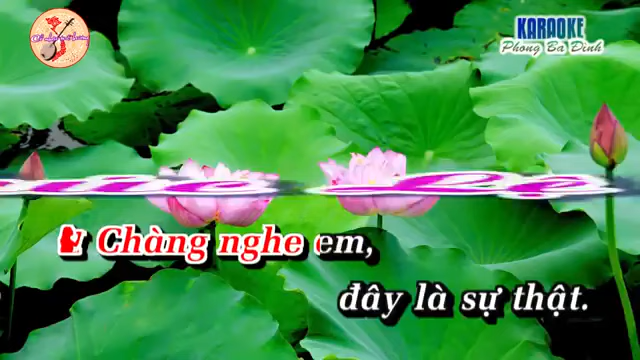 KARAOKE
Phong Ba Đình
Chàng nghe em,
đây là sự thật.